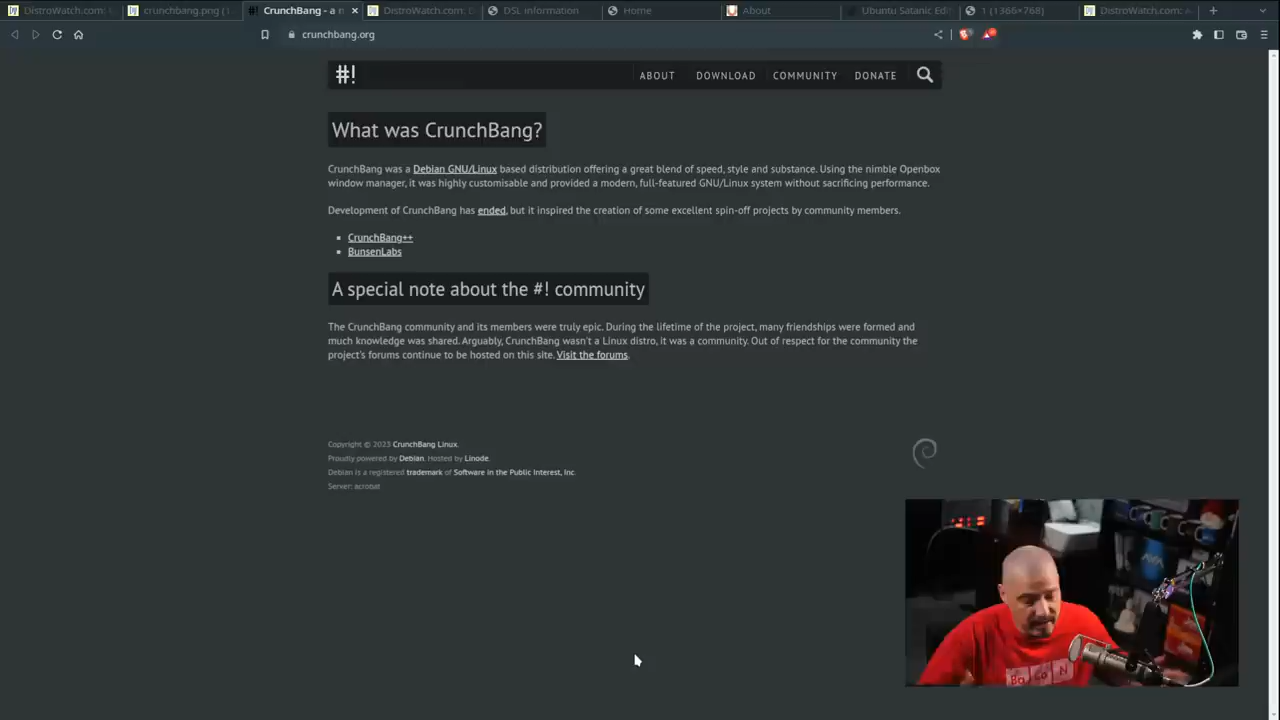 DistroWatch.com:
crunchbang.png (1
CrunchBang - a n
DistroWatch.com: D
DSL information
Home
About
Ubuntu Satanic Edi
1 (1366×768)
DistroWatch.com: A
crunchbang.org
#!
ABOUT
DOWNLOAD
COMMUNITY
DONATE
What was CrunchBang?
CrunchBang was a Debian GNU/Linux based distribution offering a great blend of speed, style and substance. Using the nimble Openbox
window manager, it was highly customisable and provided a modern, full-featured GNU/Linux system without sacrificing performance.
Development of CrunchBang has ended, but it inspired the creation of some excellent spin-off projects by community members.
CrunchBang++
BunsenLabs
A special note about the #! community
The CrunchBang community and its members were truly epic. During the lifetime of the project, many friendships were formed and
much knowledge was shared. Arguably, CrunchBang wasn't a Linux distro, it was a community. Out of respect for the community the
project's forums continue to be hosted on this site. Visit the forums.
Copyright © 2023 CrunchBang Linux.
Proudly powered by Debian. Hosted by Linode.
Debian is a registered trademark of Software in the Public Interest, Inc.
Server: acrobat
Ba Co N